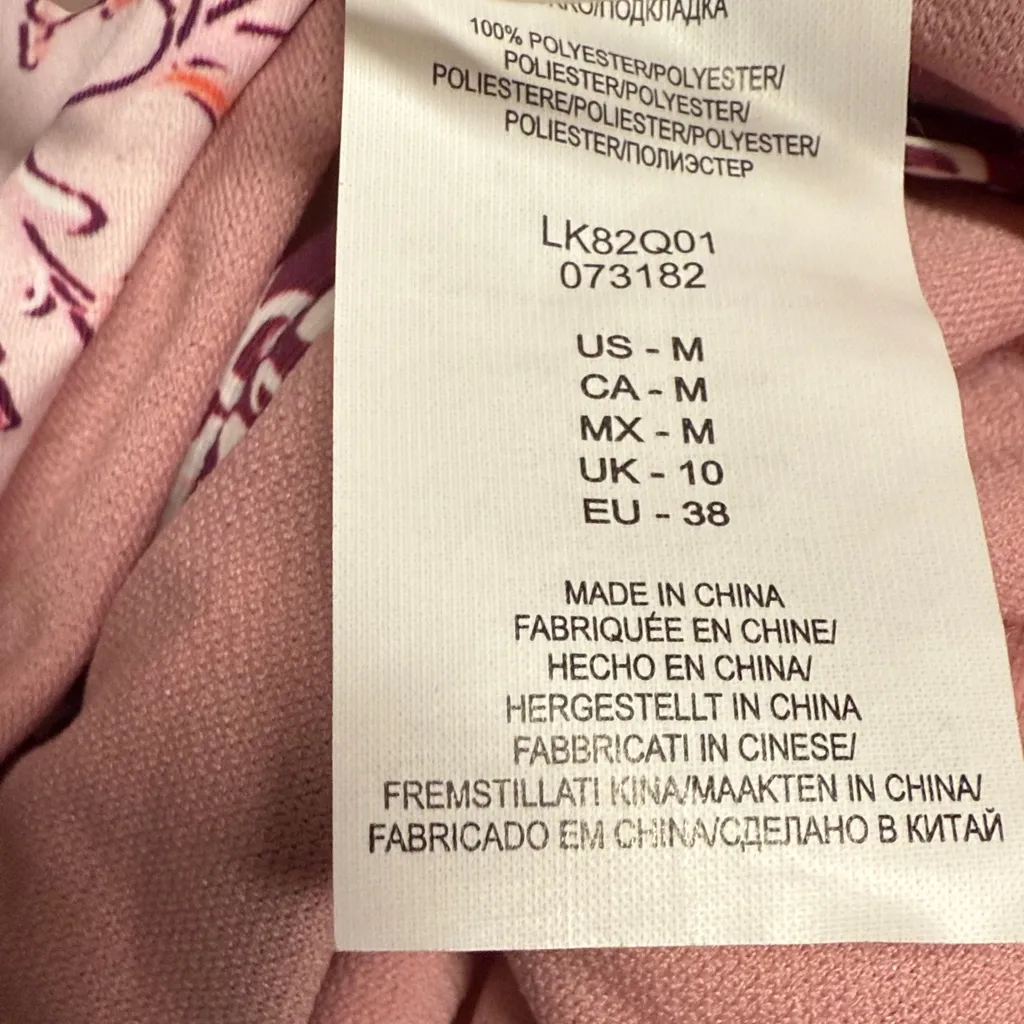 100% POLYESTER/POLYESTER/
POLIESTER/POLYESTER/
POLIESTERE/POLIESTER/POLYESTER/
POLIESTER/ПОЛИЭСТЕР
LK82Q01
073182
US - M
CA - M
MX - M
UK - 10
EU - 38
MADE IN CHINA
FABRIQUÉE EN CHINE/
HECHO EN CHINA/
HERGESTELLT IN CHINA
FABBRICATI IN CINESE/
FREMSTILLATI KINA/MAAKTEN IN CHINA/
FABRICADO EM CHINA/СДЕЛАНО В КИТАЙ